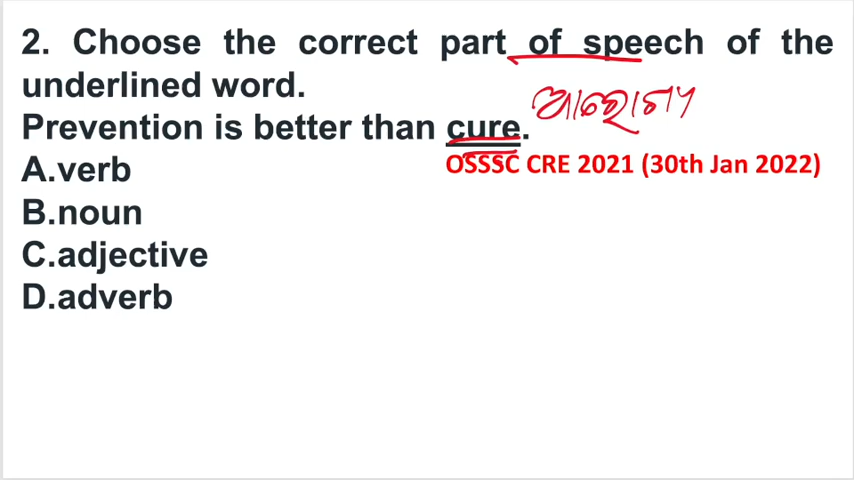 2. Choose the correct part of speech of the
underlined word.
ଆରୋଗ୍ୟ
Prevention is better than cure.
OSSSC CRE 2021 (30th Jan 2022)
A.verb
B.noun
C.adjective
D.adverb